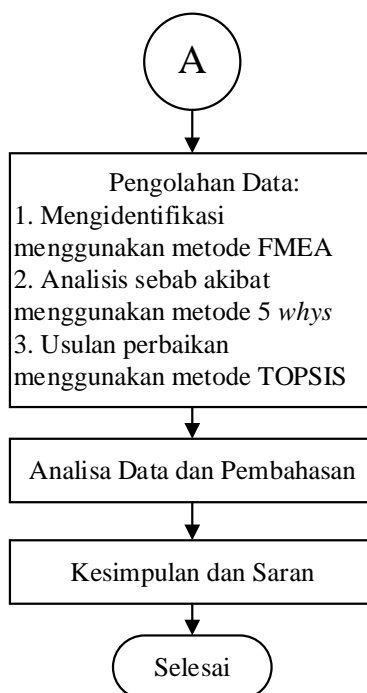 A
Pengolahan Data:
1. Mengidentifikasi
menggunakan metode FMEA
2. Analisis sebab akibat
menggunakan metode 5 whys
3. Usulan perbaikan
menggunakan metode TOPSIS
Analisa Data dan Pembahasan
Kesimpulan dan Saran
Selesai